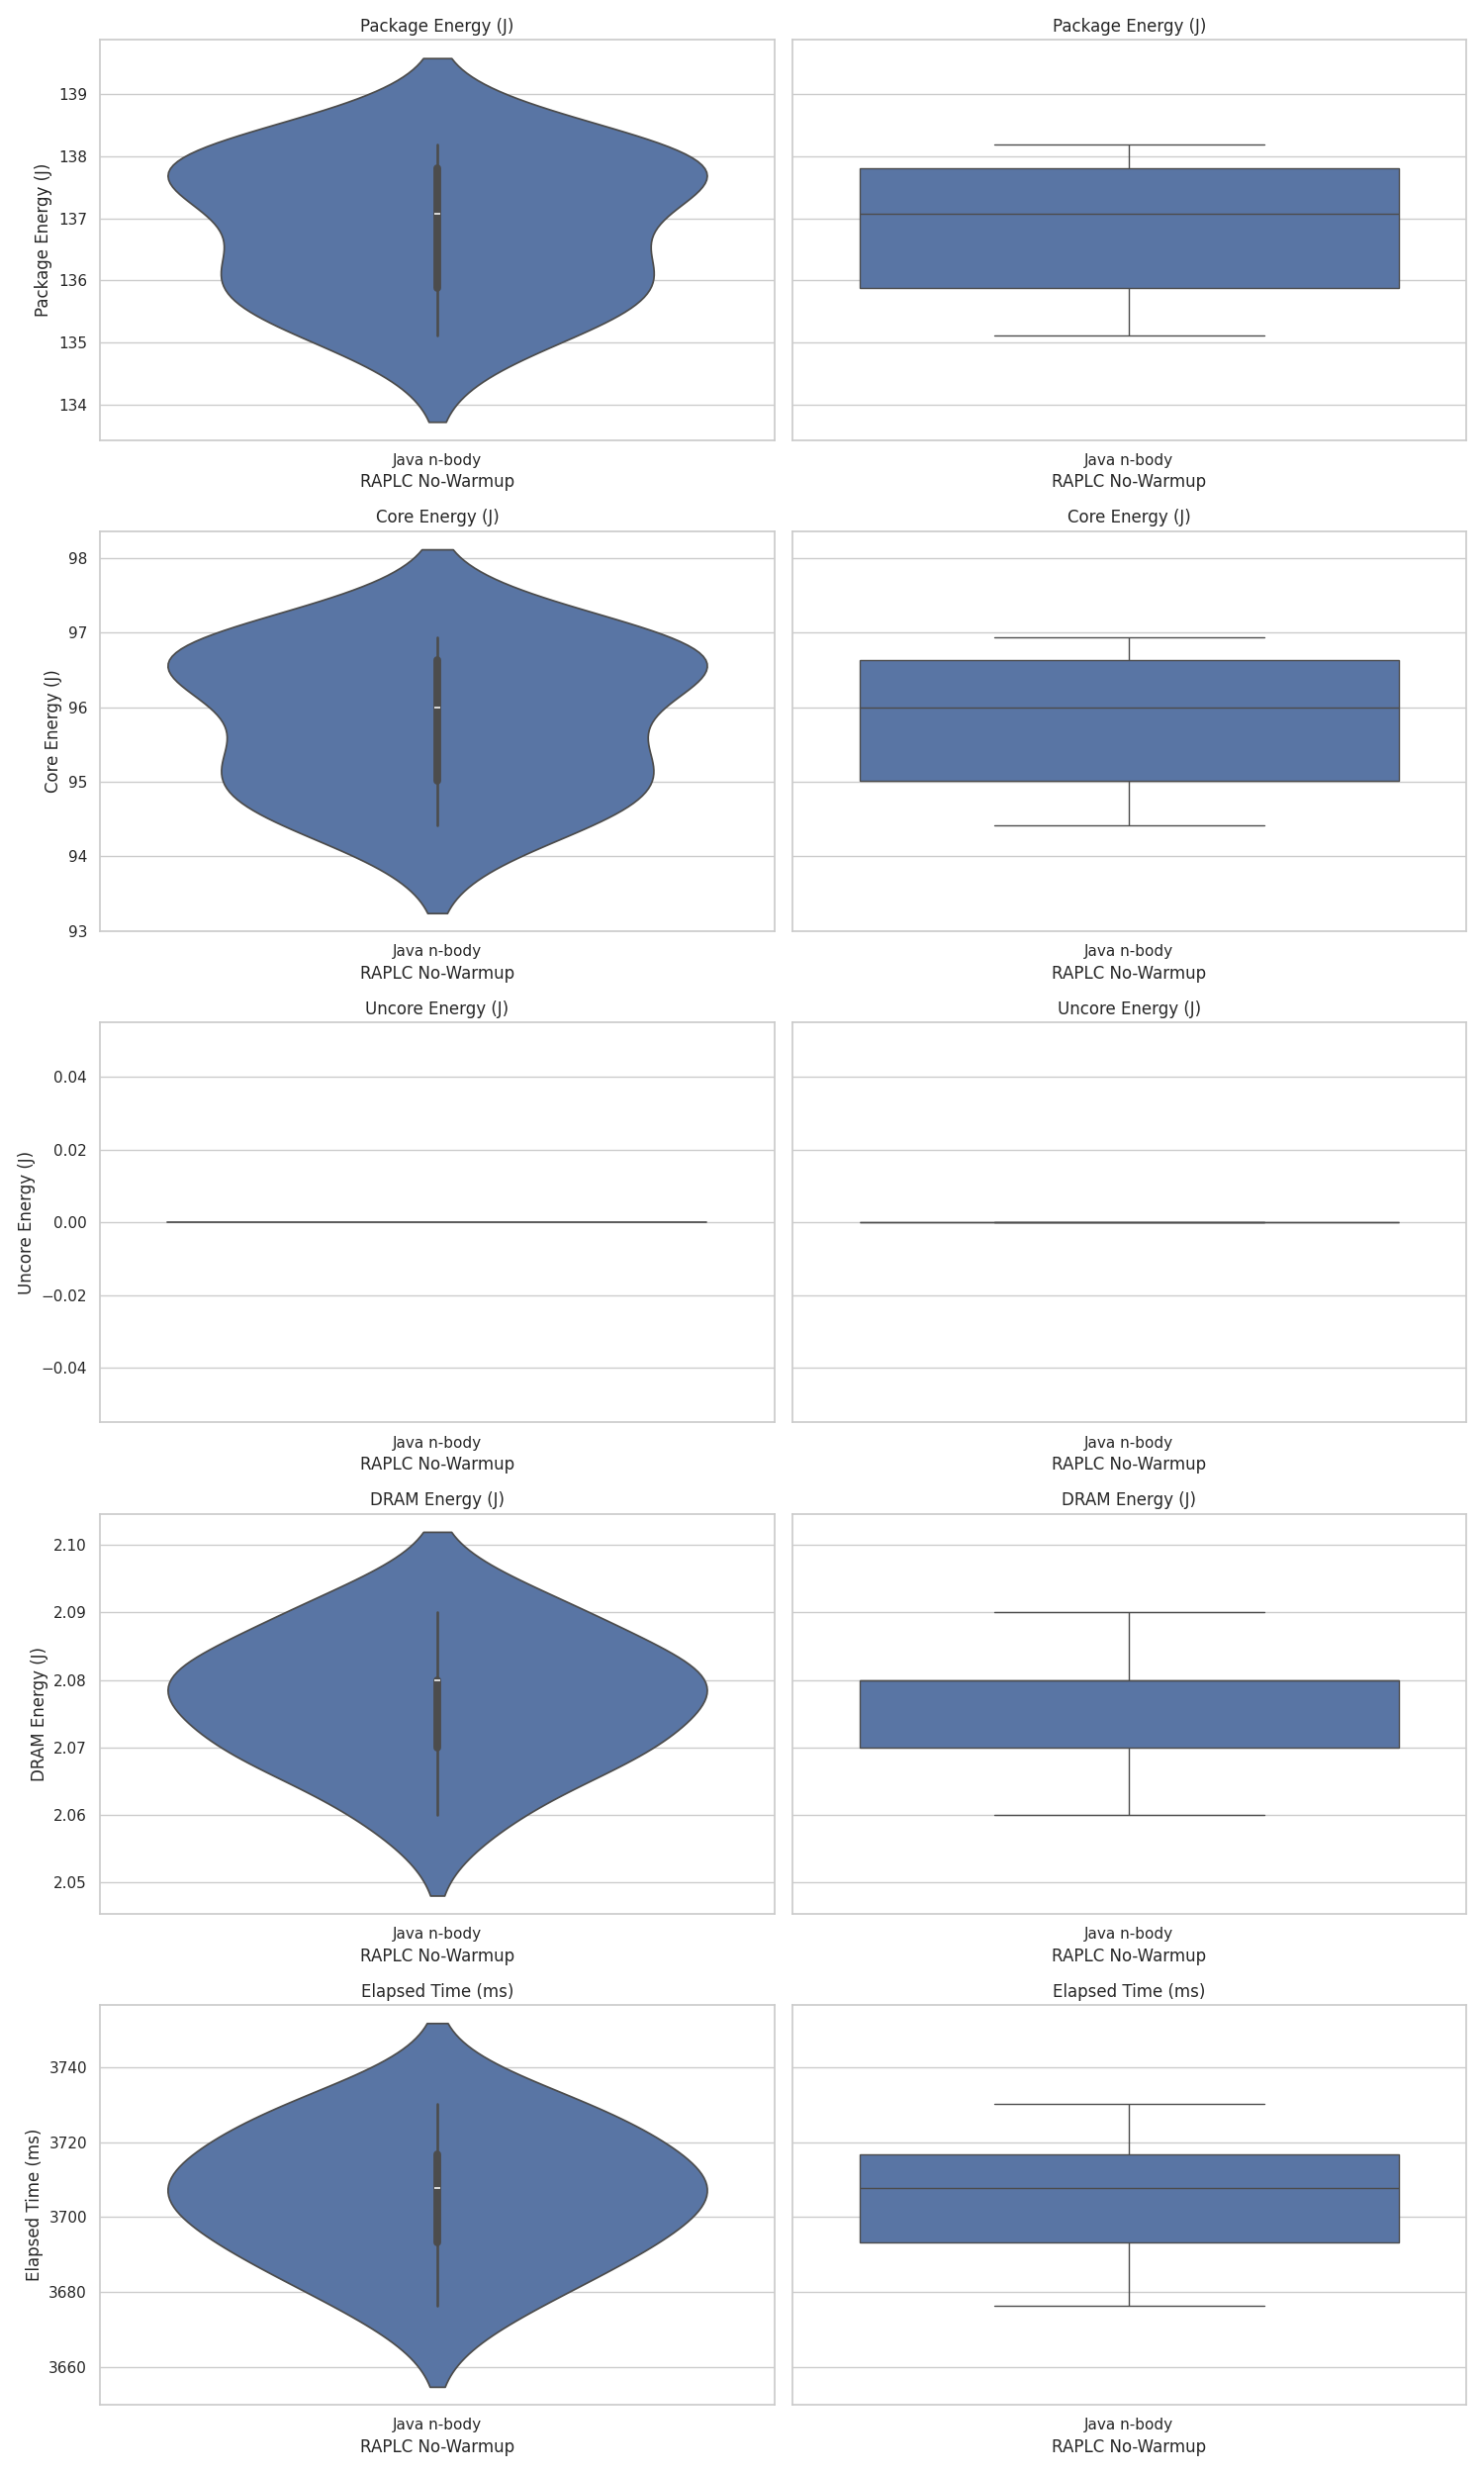 Package Energy (J)
Package Energy (J)
Package Energy (J)
139
138
137
136
135
134
Java n-body
RAPLC No-Warmup
Java n-body
RAPLC No-Warmup
Core Energy (J)
Core Energy (J)
Core Energy (J)
98
97
96
95
94
93
Java n-body
RAPLC No-Warmup
Java n-body
RAPLC No-Warmup
Uncore Energy (J)
Uncore Energy (J)
Uncore Energy (J)
0.04
0.02
0.00
−0.02
−0.04
Java n-body
RAPLC No-Warmup
Java n-body
RAPLC No-Warmup
DRAM Energy (J)
DRAM Energy (J)
DRAM Energy (J)
2.10
2.09
2.08
2.07
2.06
2.05
Java n-body
RAPLC No-Warmup
Java n-body
RAPLC No-Warmup
Elapsed Time (ms)
Elapsed Time (ms)
Elapsed Time (ms)
3740
3720
3700
3680
3660
Java n-body
RAPLC No-Warmup
Java n-body
RAPLC No-Warmup